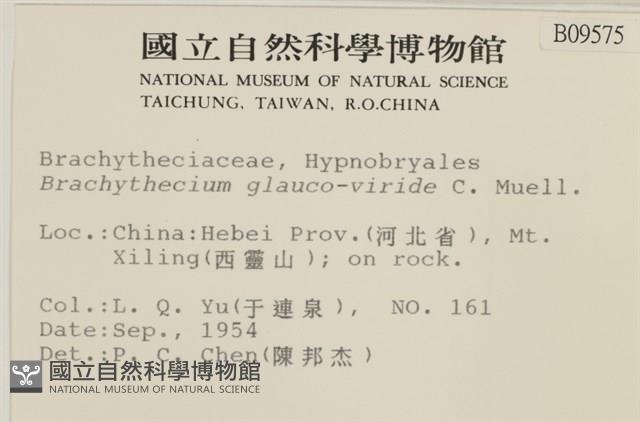 B09575
國立自然科學博物館
NATIONAL MUSEUM OF NATURAL SCIENCE
TAICHUNG, TAIWAN, R.O.CHINA
Brachytheciaceae, Hypnobryales
Brachythecium glauco-viride C. Muell.
Loc.:China:Hebei Prov.(河北省), Mt.
Xiling(西靈山); on rock.
Col.:L. Q. Yu(于連泉), NO. 161
Date:Sep., 1954
Det.:P. C. Chen(陳邦杰)
國立自然科學博物館
NATIONAL MUSEUM OF NATURAL SCIENCE